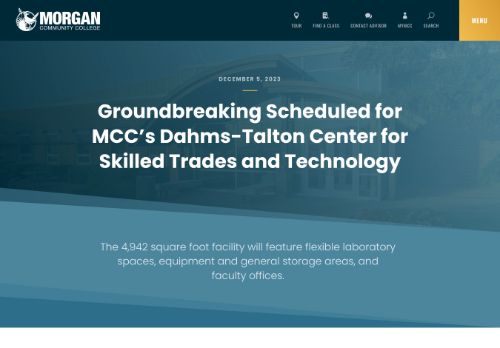 MORGAN
COMMUNITY COLLEGE
TOUR
FIND A CLASS
CONTACT ADVISOR
MYMCC
SEARCH
MENU
DECEMBER 5, 2023
Groundbreaking Scheduled for
MCC’s Dahms-Talton Center for
Skilled Trades and Technology
The 4,942 square foot facility will feature flexible laboratory
spaces, equipment and general storage areas, and
faculty offices.